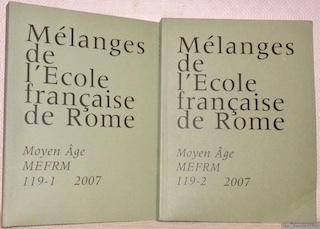 Mélanges
de
l'Ecole
française
de Rome
Moyen Âge
MEFRM
119-1 2007
Mélanges
de
l'Ecole
française
de Rome
Moyen Âge
MEFRM
119-2 2007